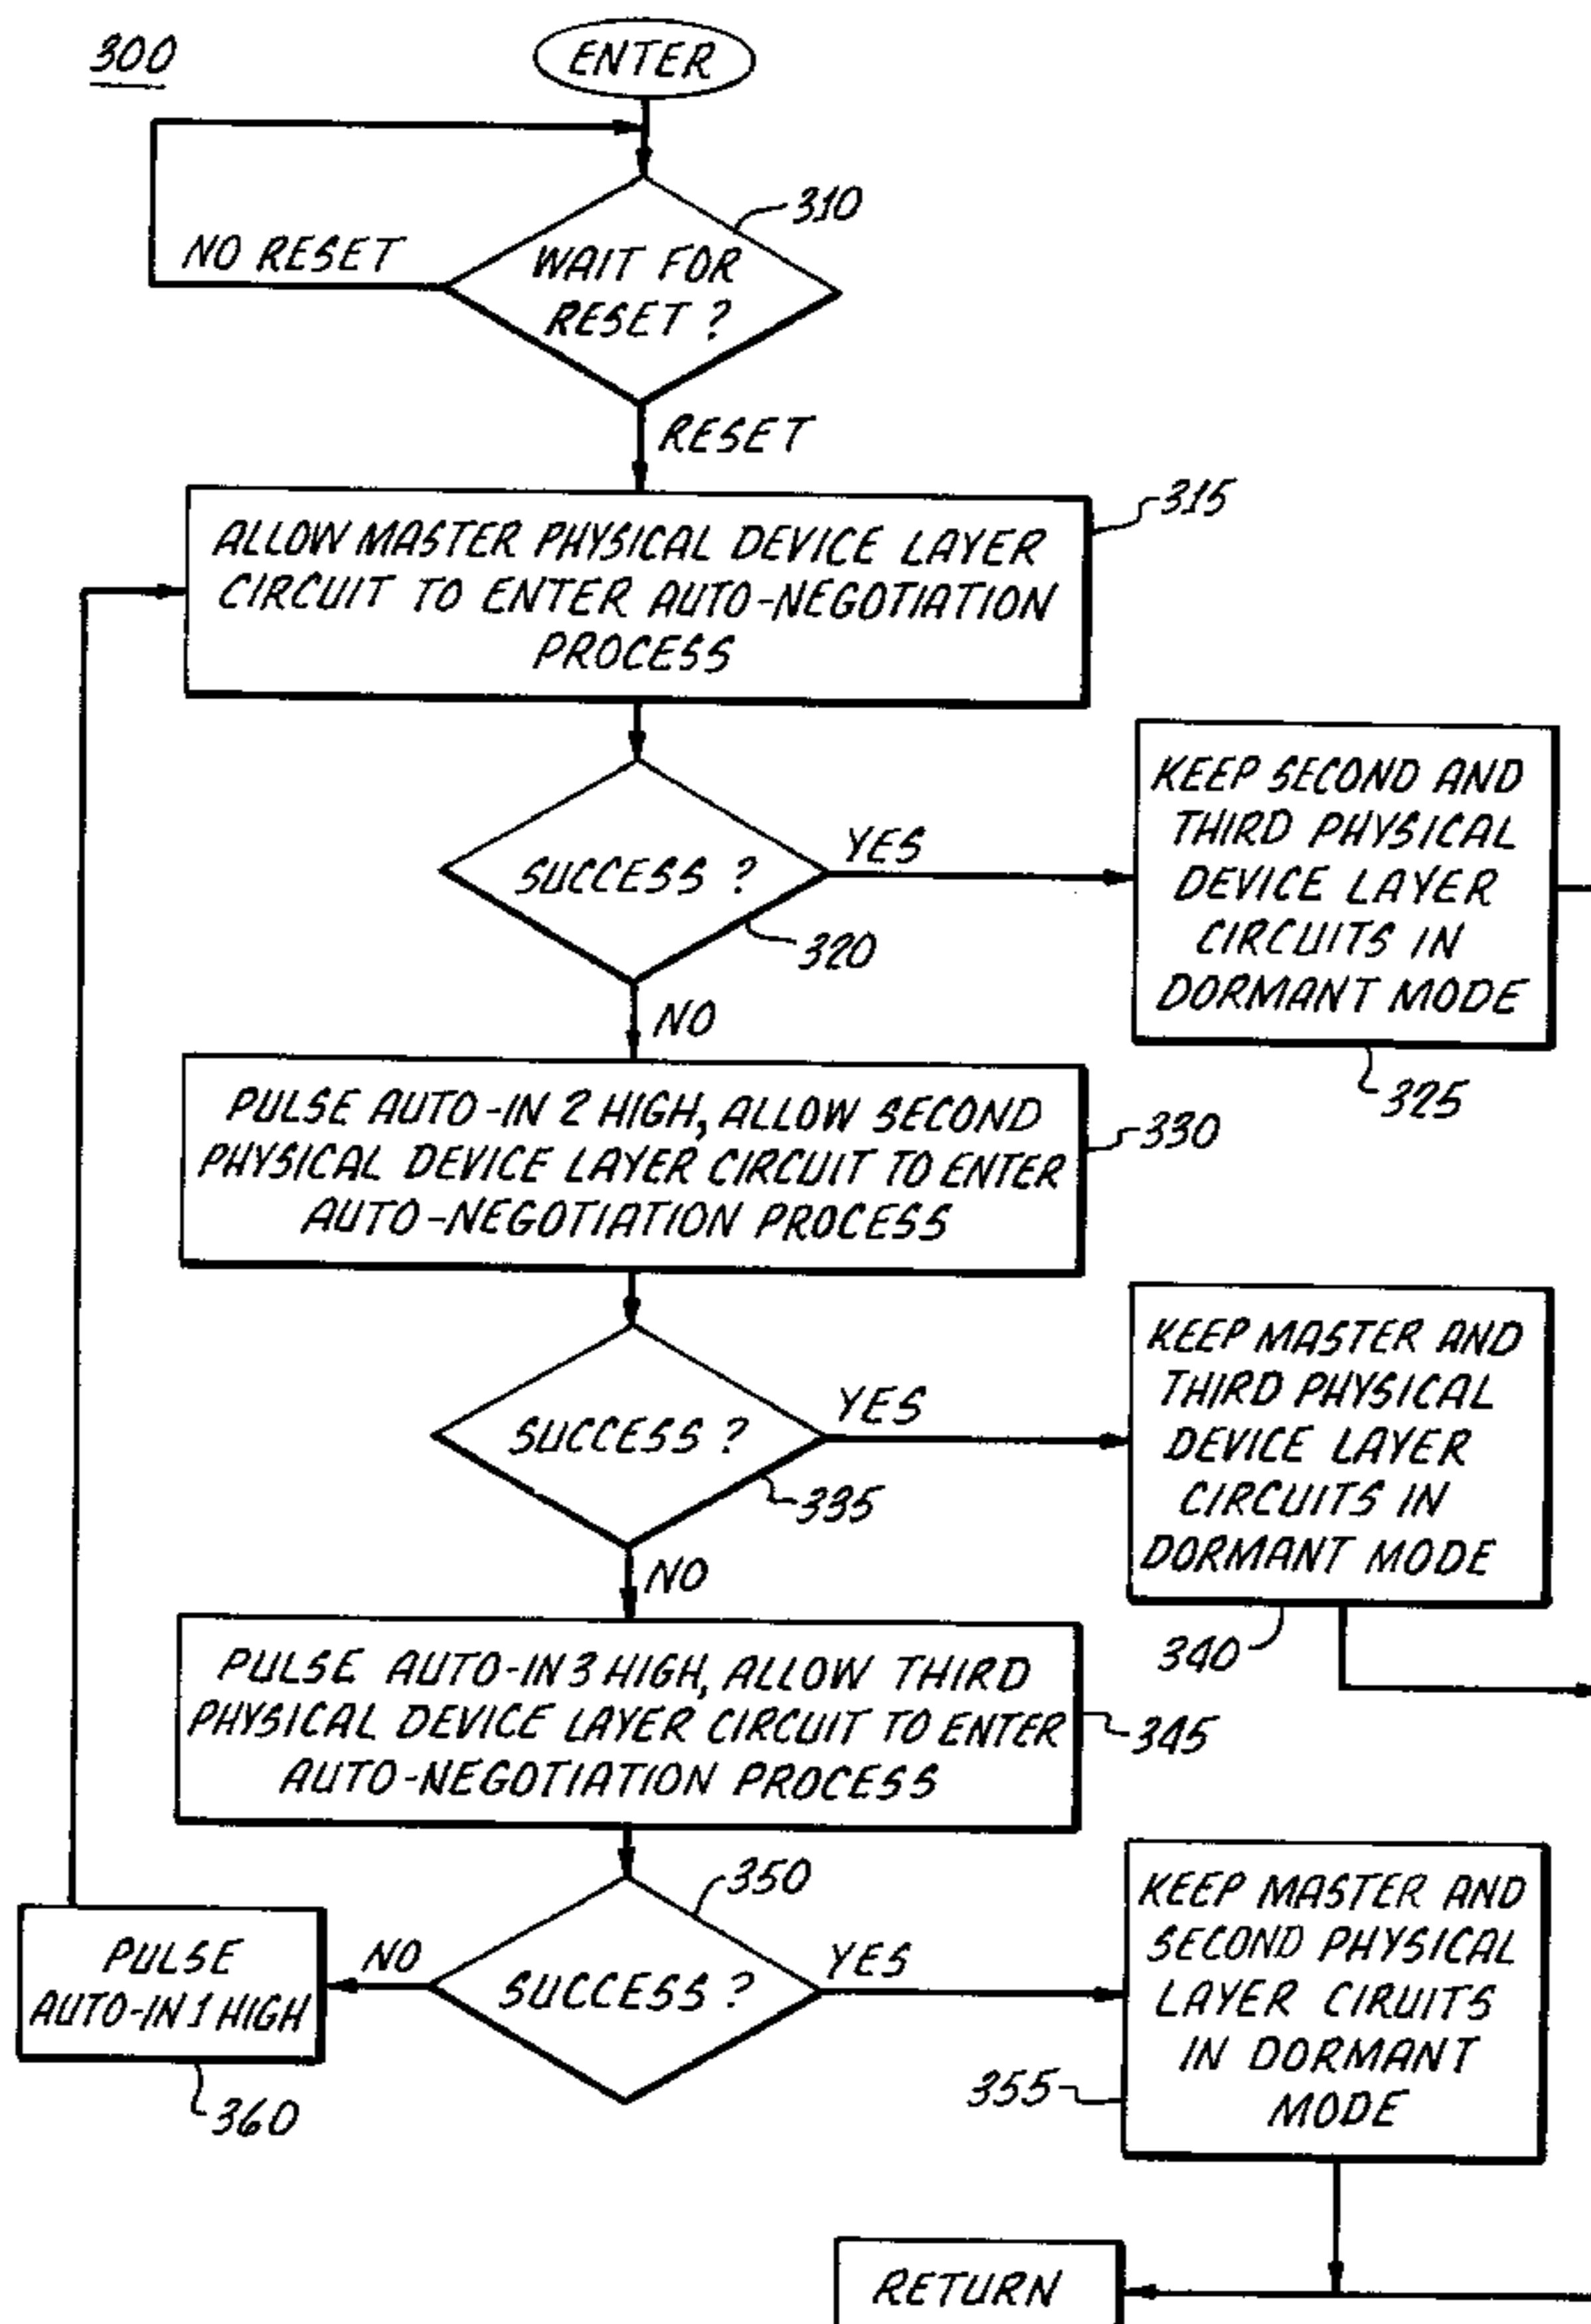 300
ENTER
310
NO RESET
WAIT FOR
RESET ?
RESET
315
ALLOW MASTER PHYSICAL DEVICE LAYER
CIRCUIT TO ENTER AUTO-NEGOTIATION
PROCESS
SUCCESS ?
YES
320
NO
KEEP SECOND AND
THIRD PHYSICAL
DEVICE LAYER
CIRCUITS IN
DORMANT MODE
325
PULSE AUTO-IN 2 HIGH, ALLOW SECOND
PHYSICAL DEVICE LAYER CIRCUIT TO ENTER
AUTO-NEGOTIATION PROCESS
330
SUCCESS ?
YES
335
NO
KEEP MASTER AND
THIRD PHYSICAL
DEVICE LAYER
CIRCUITS IN
DORMANT MODE
340
PULSE AUTO-IN 3 HIGH, ALLOW THIRD
PHYSICAL DEVICE LAYER CIRCUIT TO ENTER
AUTO-NEGOTIATION PROCESS
345
350
SUCCESS ?
YES
NO
PULSE
AUTO-IN 1 HIGH
360
KEEP MASTER AND
SECOND PHYSICAL
LAYER CIRUITS
IN DORMANT
MODE
355
RETURN